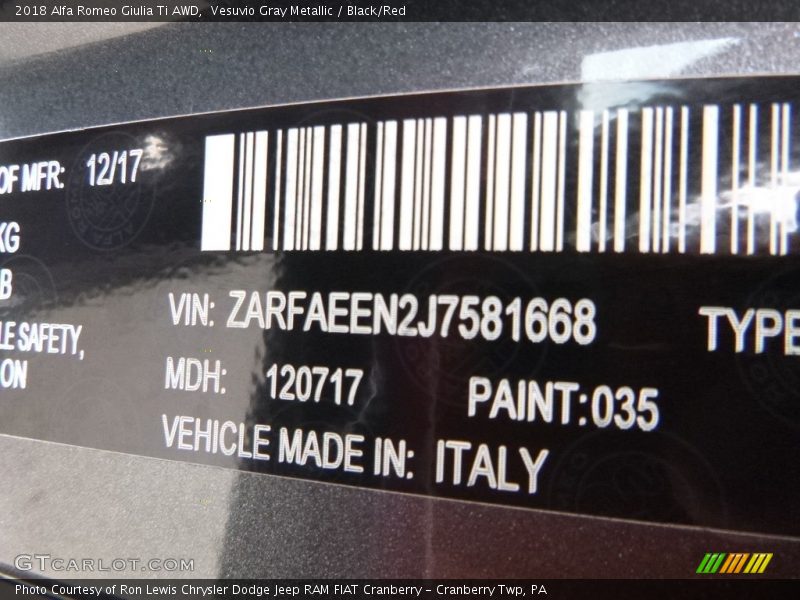 2018 Alfa Romeo Giulia Ti AWD,  Vesuvio Gray Metallic / Black/Red
OF MFR: 12/17
KG
B
VIN: ZARFAEEN2J7581668
TYPE
LE SAFETY,
MDH: 120717
PAINT:035
ON
VEHICLE MADE IN: ITALY
GTCARLOT.COM
Photo Courtesy of Ron Lewis Chrysler Dodge Jeep RAM FIAT Cranberry - Cranberry Twp, PA